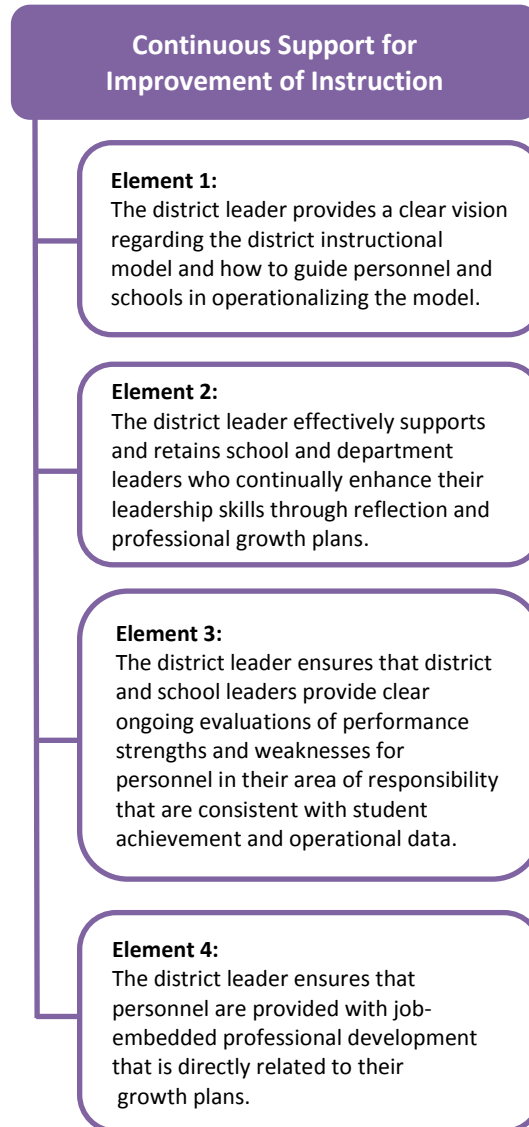 Continuous Support for
Improvement of Instruction
Element 1:
The district leader provides a clear vision
regarding the district instructional
model and how to guide personnel and
schools in operationalizing the model.
Element 2:
The district leader effectively supports
and retains school and department
leaders who continually enhance their
leadership skills through reflection and
professional growth plans.
Element 3:
The district leader ensures that district
and school leaders provide clear
ongoing evaluations of performance
strengths and weaknesses for
personnel in their area of responsibility
that are consistent with student
achievement and operational data.
Element 4:
The district leader ensures that
personnel are provided with job-
embedded professional development
that is directly related to their
growth plans.